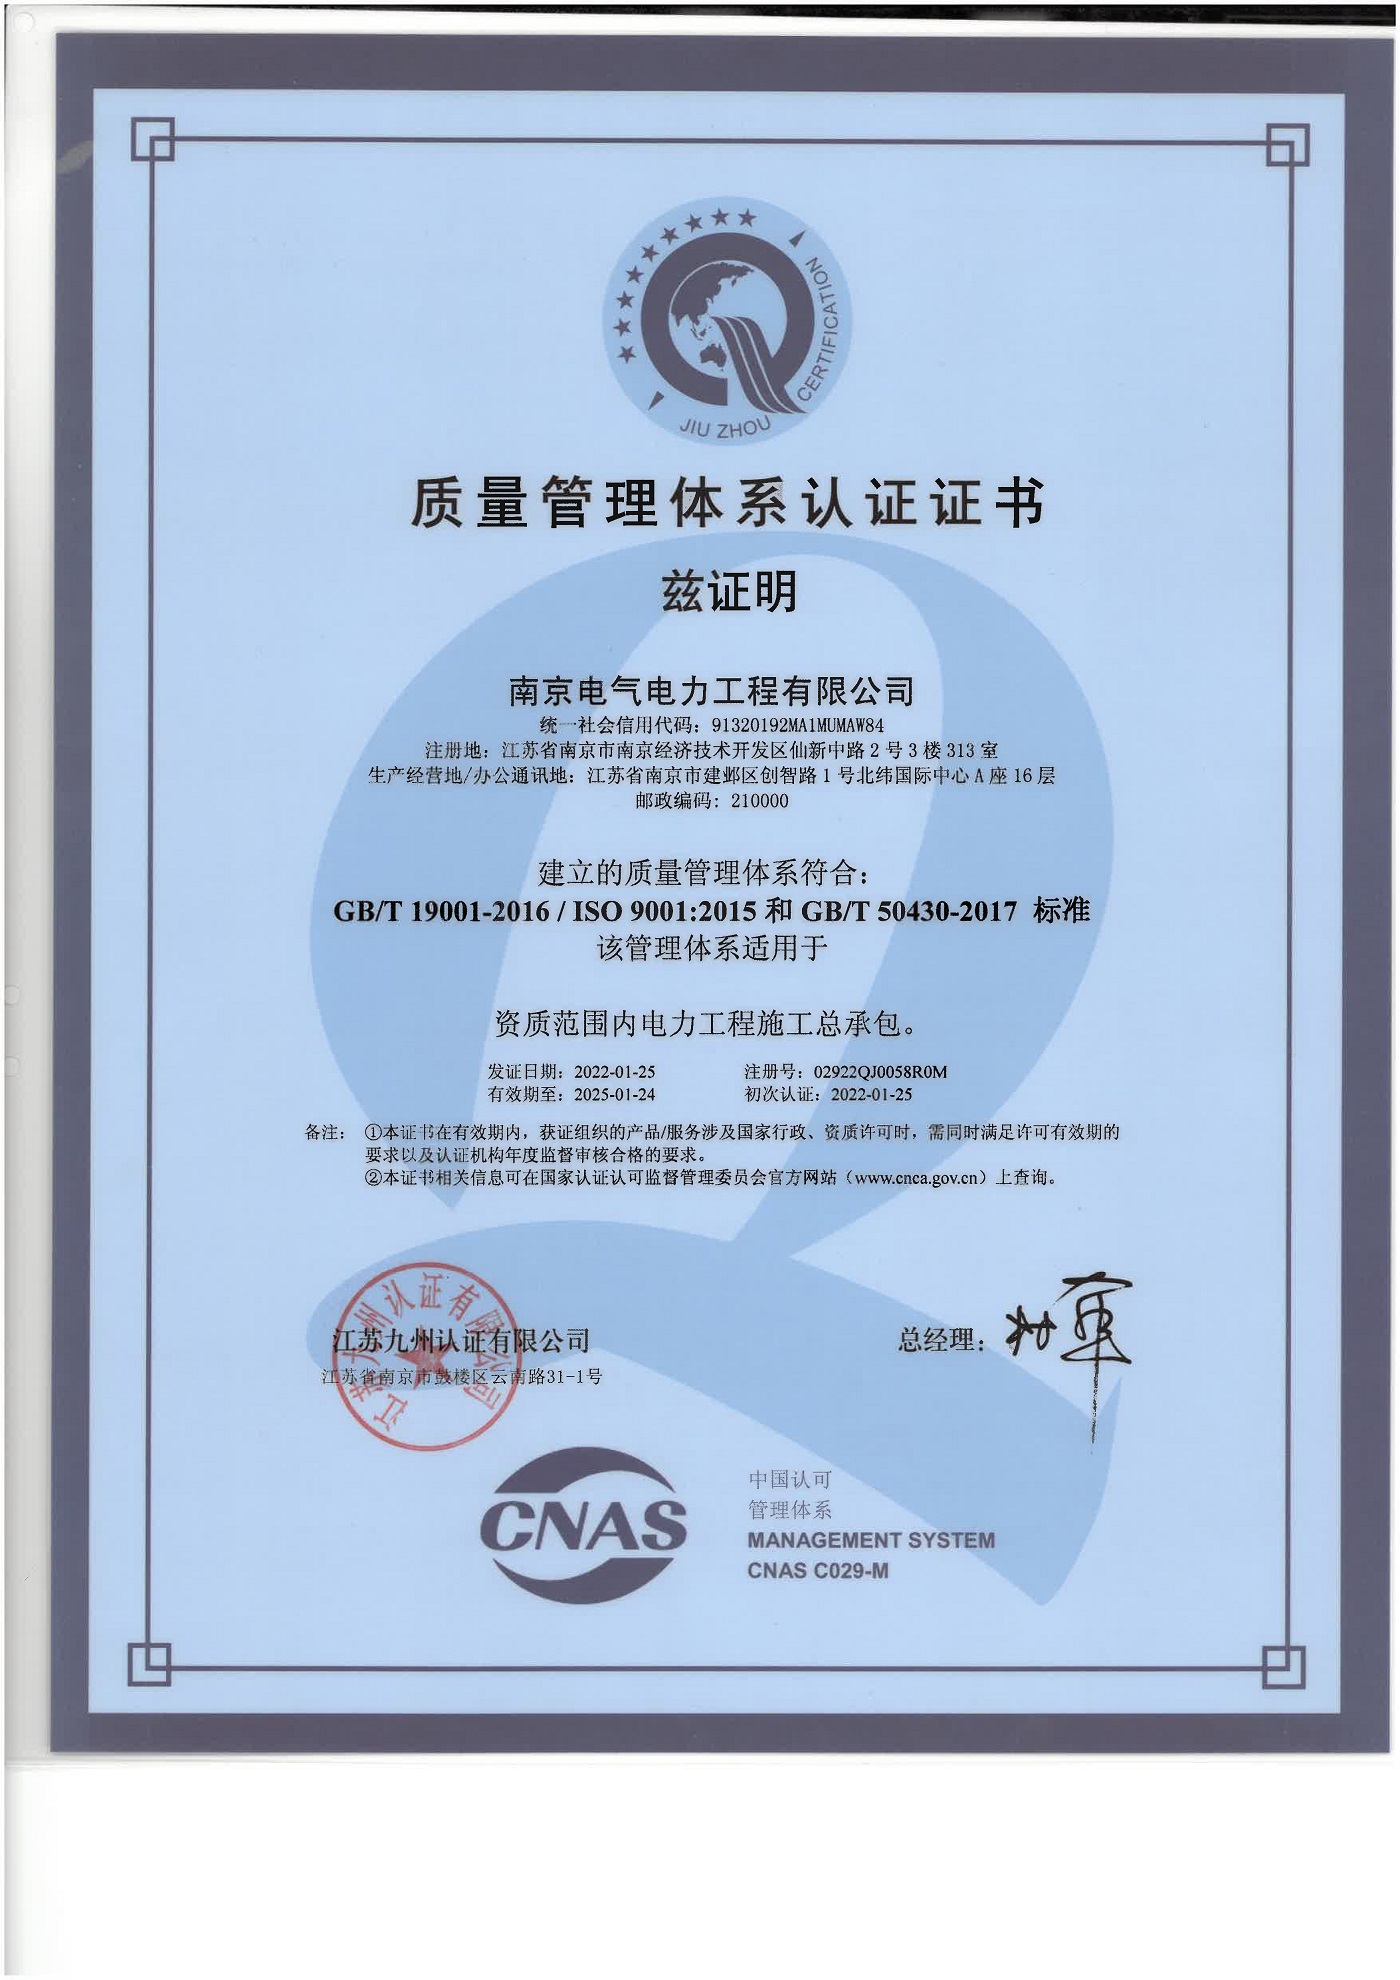 JIU ZHOU CERTIFICATION
质量管理体系认证证书
兹证明
南京电气电力工程有限公司
统一社会信用代码：91320192MA1MUMAW84
注册地：江苏省南京市南京经济技术开发区仙新中路 2 号 3 楼 313 室
生产经营地/办公通讯地：江苏省南京市建邺区创智路 1 号北纬国际中心 A 座 16 层
邮政编码：210000
建立的质量管理体系符合：
GB/T 19001-2016 / ISO 9001:2015 和 GB/T 50430-2017 标准
该管理体系适用于
资质范围内电力工程施工总承包。
发证日期：2022-01-25 注册号：02922QJ0058R0M
有效期至：2025-01-24 初次认证：2022-01-25
备注： ①本证书在有效期内，获证组织的产品/服务涉及国家行政、资质许可时，需同时满足许可有效期的
要求以及认证机构年度监督审核合格的要求。
②本证书相关信息可在国家认证认可监督管理委员会官方网站（www.cnca.gov.cn）上查询。
江苏九州认证有限公司
江苏九州认证有限公司
江苏省南京市鼓楼区云南路31-1号
总经理：
CNAS
中国认可
管理体系
MANAGEMENT SYSTEM
CNAS C029-M